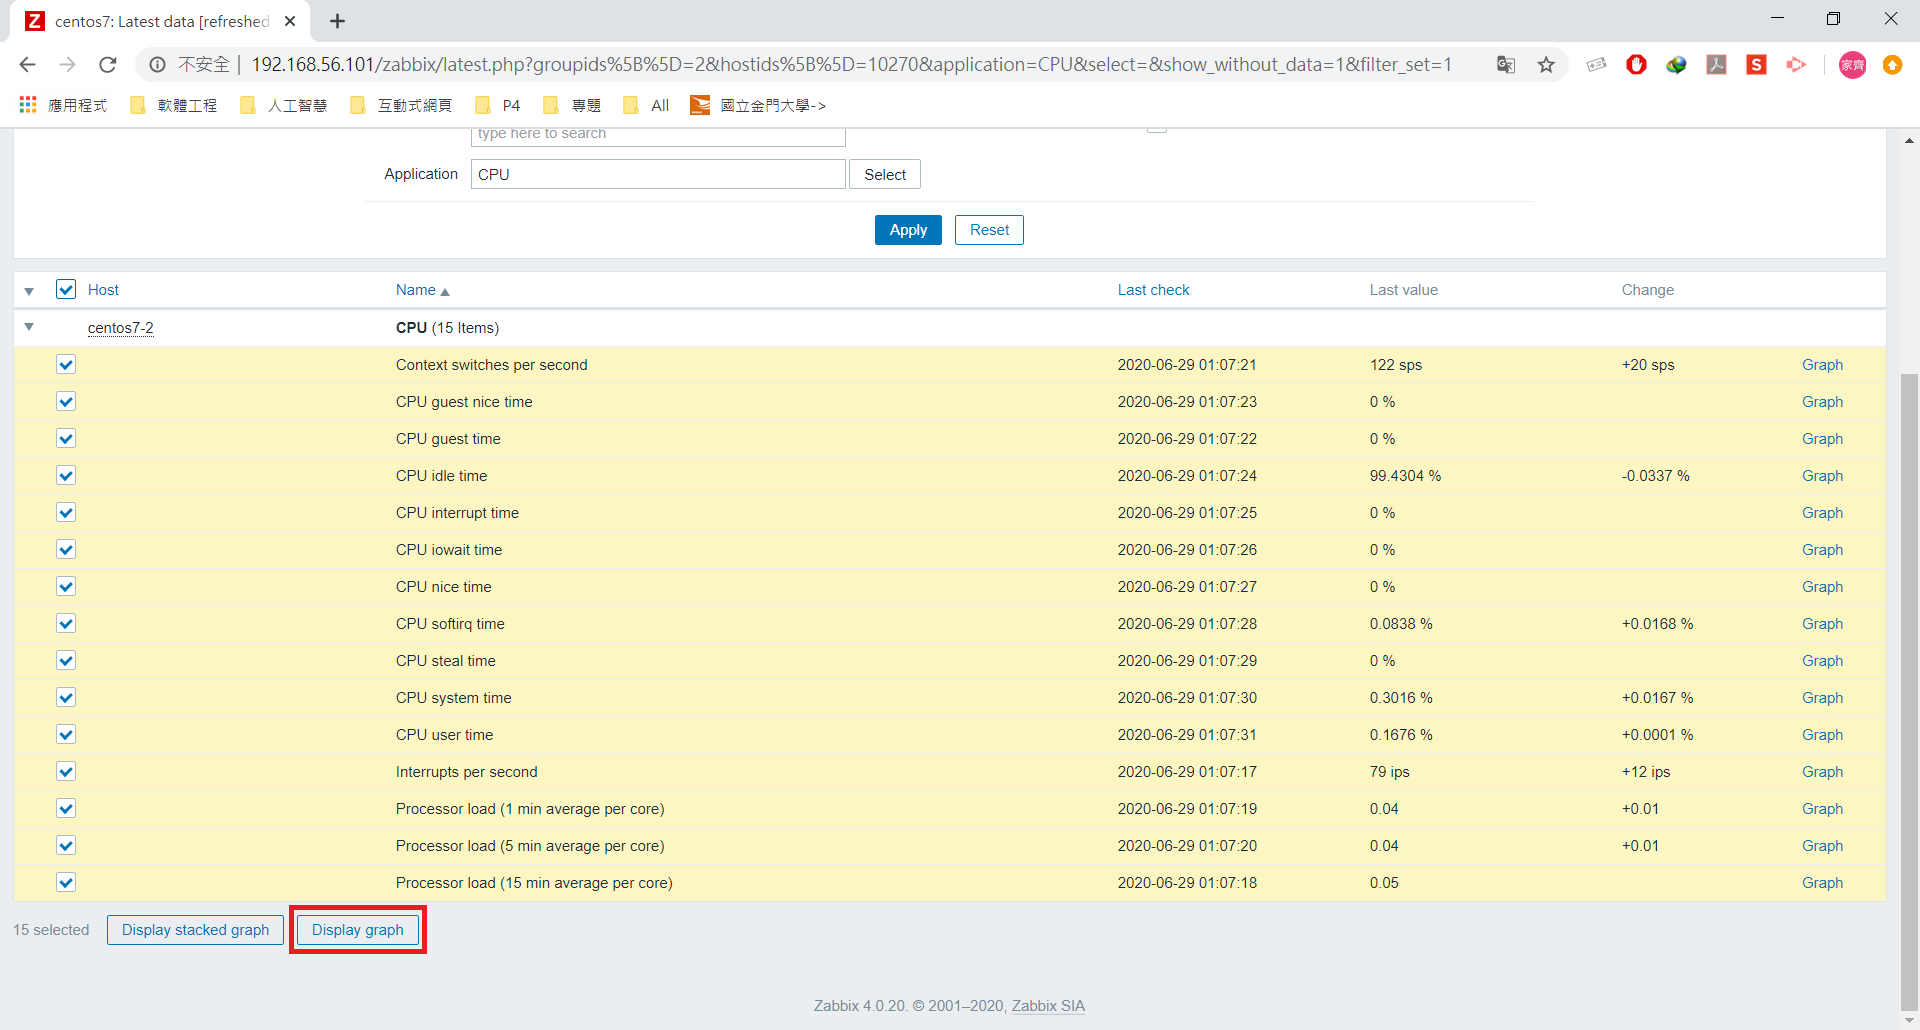 Z centos7: Latest data [refreshed
不安全 | 192.168.56.101/zabbix/latest.php?groupids%5B%5D=2&hostids%5B%5D=10270&application=CPU&select=&show_without_data=1&filter_set=1 S 家齊
應用程式 軟體工程 人工智慧 互動式網頁 P4 專題 All 國立金門大學->
type here to search
Application CPU Select
Apply Reset
Host Name Last check Last value Change
centos7-2 CPU (15 Items)
Context switches per second 2020-06-29 01:07:21 122 sps +20 sps Graph
CPU guest nice time 2020-06-29 01:07:23 0 % Graph
CPU guest time 2020-06-29 01:07:22 0 % Graph
CPU idle time 2020-06-29 01:07:24 99.4304 % -0.0337 % Graph
CPU interrupt time 2020-06-29 01:07:25 0 % Graph
CPU iowait time 2020-06-29 01:07:26 0 % Graph
CPU nice time 2020-06-29 01:07:27 0 % Graph
CPU softirq time 2020-06-29 01:07:28 0.0838 % +0.0168 % Graph
CPU steal time 2020-06-29 01:07:29 0 % Graph
CPU system time 2020-06-29 01:07:30 0.3016 % +0.0167 % Graph
CPU user time 2020-06-29 01:07:31 0.1676 % +0.0001 % Graph
Interrupts per second 2020-06-29 01:07:17 79 ips +12 ips Graph
Processor load (1 min average per core) 2020-06-29 01:07:19 0.04 +0.01 Graph
Processor load (5 min average per core) 2020-06-29 01:07:20 0.04 +0.01 Graph
Processor load (15 min average per core) 2020-06-29 01:07:18 0.05 Graph
15 selected Display stacked graph Display graph
Zabbix 4.0.20. © 2001–2020, Zabbix SIA